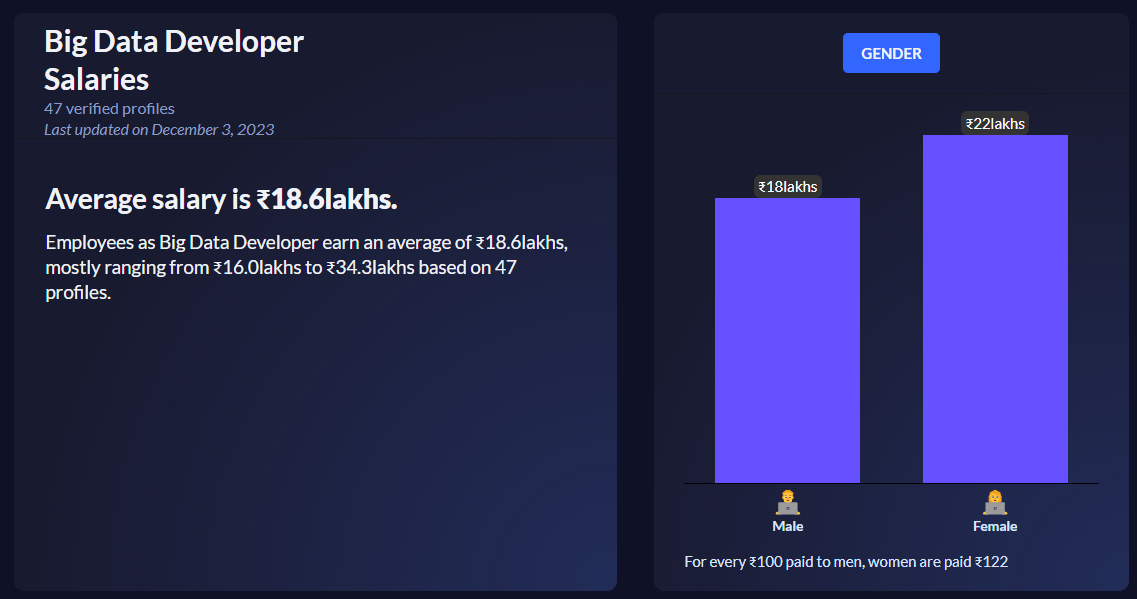 Big Data Developer
Salaries
47 verified profiles
Last updated on December 3, 2023
Average salary is ₹18.6lakhs.
Employees as Big Data Developer earn an average of ₹18.6lakhs,
mostly ranging from ₹16.0lakhs to ₹34.3lakhs based on 47
profiles.
GENDER
₹22lakhs
₹18lakhs
Male
Female
For every ₹100 paid to men, women are paid ₹122